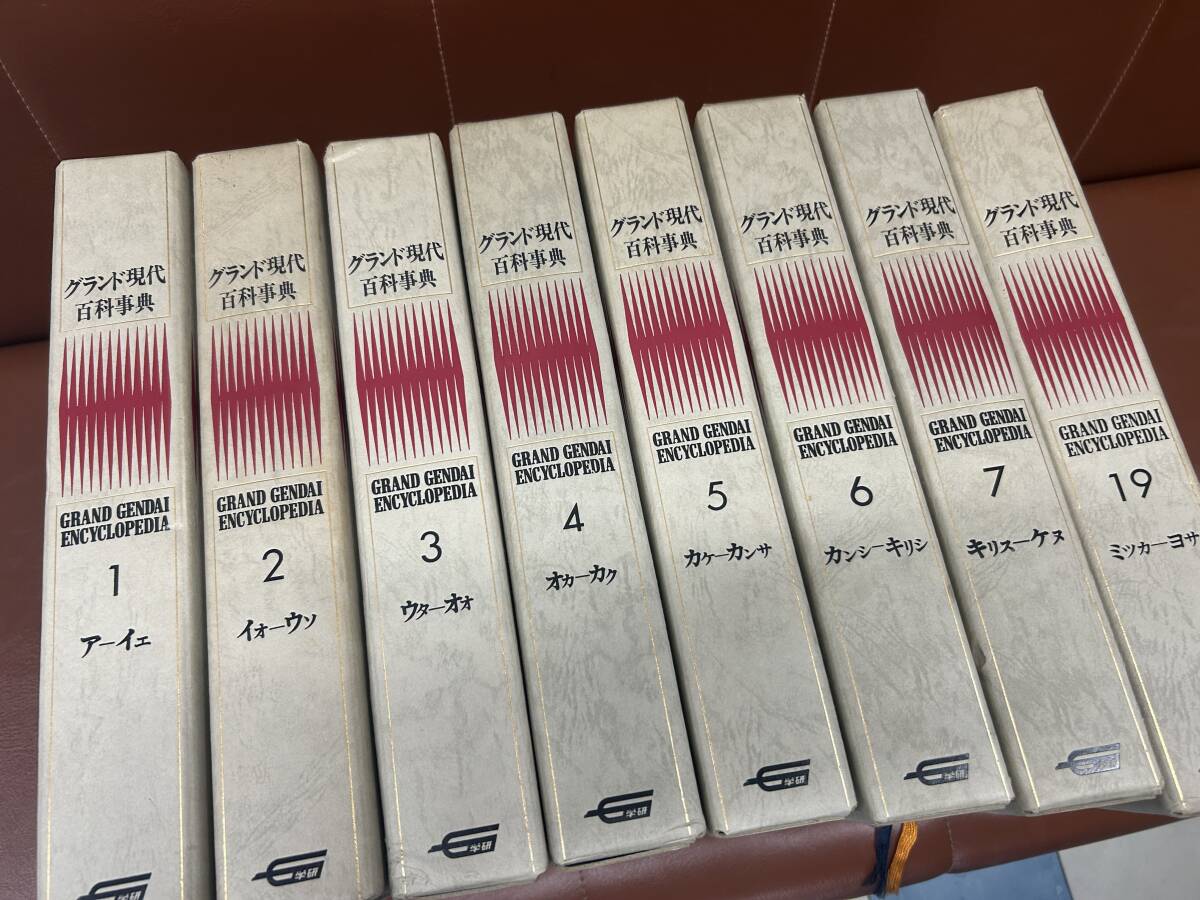 グランド現代
百科事典
GRAND GENDAI
ENCYCLOPEDIA
1
アーイェ
グランド現代
百科事典
GRAND GENDAI
ENCYCLOPEDIA
2
イォーウソ
グランド現代
百科事典
GRAND GENDAI
ENCYCLOPEDIA
3
ウターオォ
グランド現代
百科事典
GRAND GENDAI
ENCYCLOPEDIA
4
オカーカク
グランド現代
百科事典
GRAND GENDAI
ENCYCLOPEDIA
5
カケーカンサ
グランド現代
百科事典
GRAND GENDAI
ENCYCLOPEDIA
6
カンシーキリシ
グランド現代
百科事典
GRAND GENDAI
ENCYCLOPEDIA
7
キリスーケヌ
グランド現代
百科事典
GRAND GENDAI
ENCYCLOPEDIA
19
ミツカーヨサ